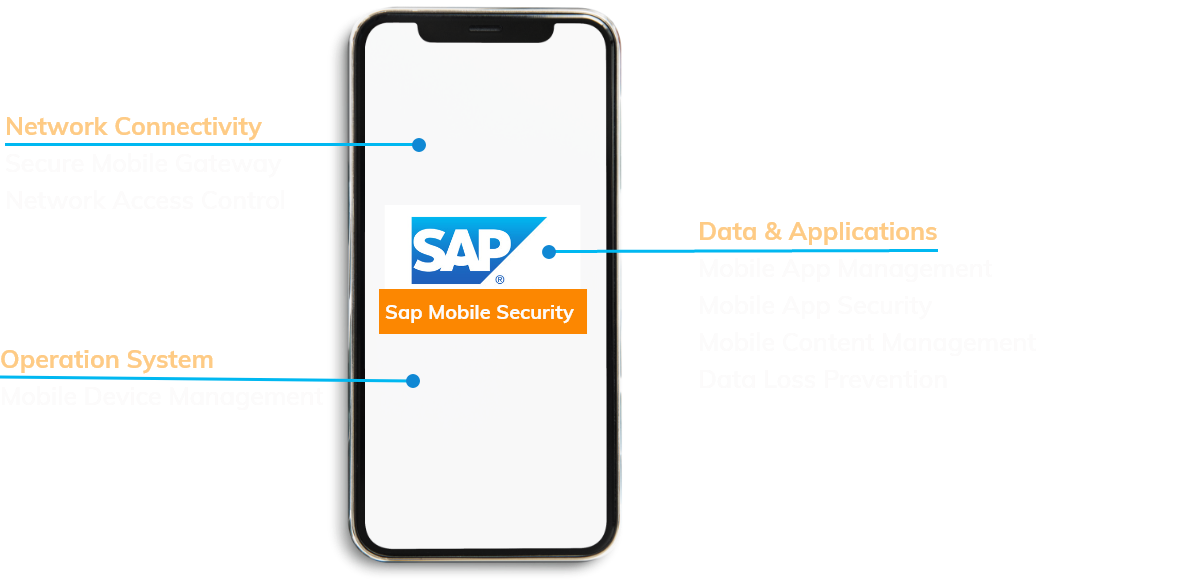 Network Connectivity
Secure Mobile Gateway
Network Access Control
SAP
®
Sap Mobile Security
Data & Applications
Mobile App Management
Mobile App Security
Mobile Content Management
Data Loss Prevention
Operation System
Mobile Device Management